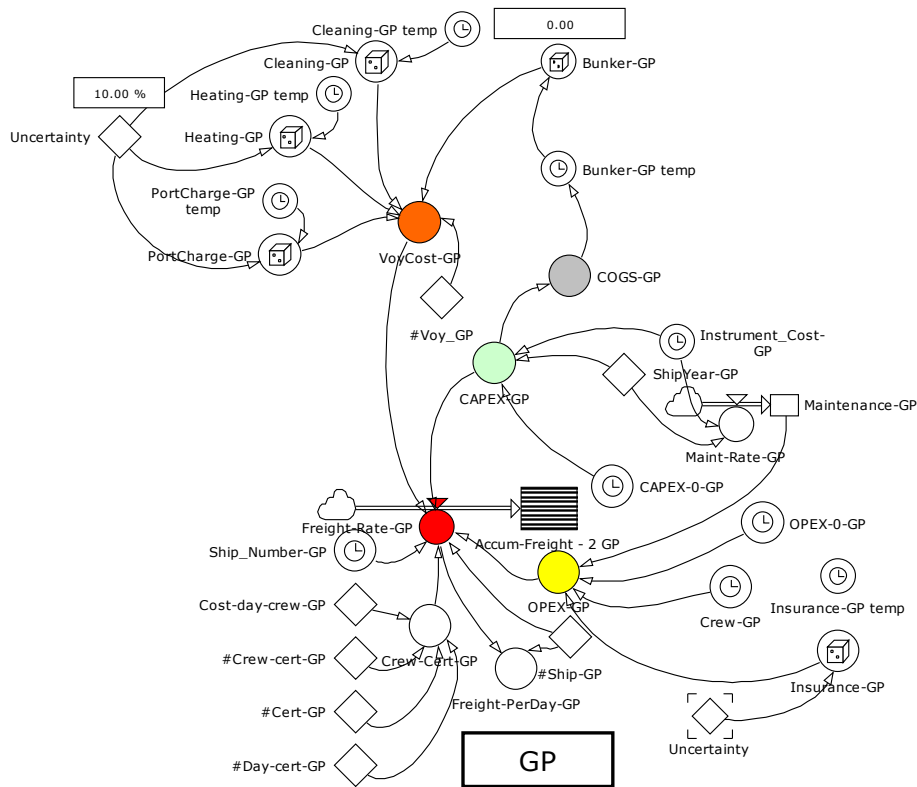 Cleaning-GP temp
0.00
Cleaning-GP
Bunker-GP
10.00 %
Heating-GP temp
Uncertainty
Heating-GP
Bunker-GP temp
PortCharge-GP
temp
PortCharge-GP
VoyCost-GP
COGS-GP
#Voy_GP
Instrument_Cost-
GP
ShipYear-GP
CAPEX-GP
Maintenance-GP
Maint-Rate-GP
CAPEX-0-GP
Freight-Rate-GP
OPEX-0-GP
Accum-Freight - 2 GP
Ship_Number-GP
Cost-day-crew-GP
OPEX-GP
Insurance-GP temp
Crew-GP
#Crew-cert-GP
Crew-Cert-GP
#Ship-GP
Insurance-GP
Freight-PerDay-GP
#Cert-GP
Uncertainty
#Day-cert-GP
GP